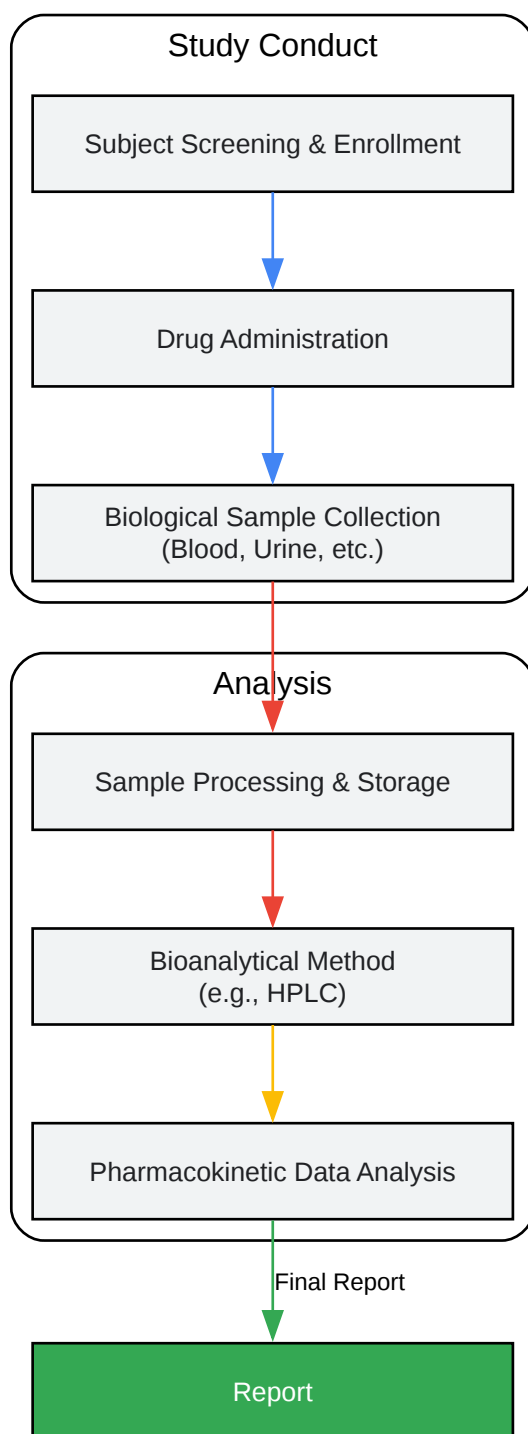 Study Conduct
Subject Screening & Enrollment
Drug Administration
Biological Sample Collection
(Blood, Urine, etc.)
Analysis
Sample Processing & Storage
Bioanalytical Method
(e.g., HPLC)
Pharmacokinetic Data Analysis
Final Report
Report